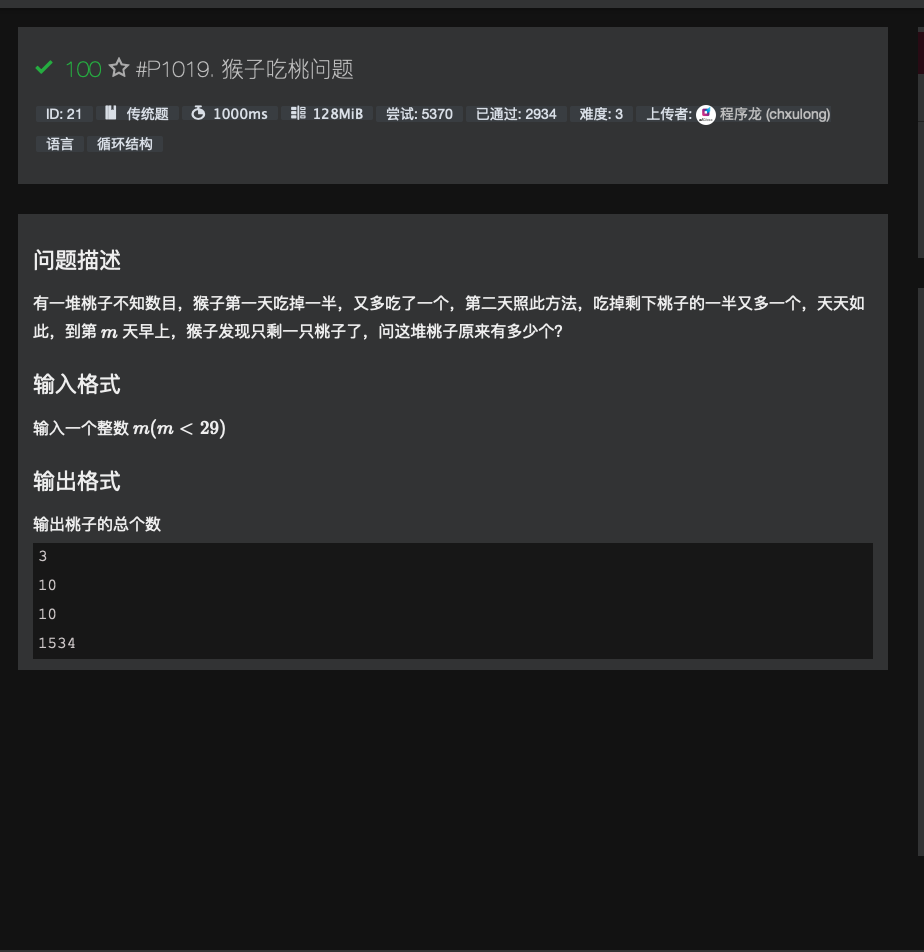 100 #P1019. 猴子吃桃问题
ID: 21 传统题 1000ms 128MiB 尝试: 5370 已通过: 2934 难度: 3 上传者: 程序龙 (chxulong)
语言 循环结构
问题描述
有一堆桃子不知数目，猴子第一天吃掉一半，又多吃了一个，第二天照此方法，吃掉剩下桃子的一半又多一个，天天如
此，到第 m 天早上，猴子发现只剩一只桃子了，问这堆桃子原来有多少个？
输入格式
输入一个整数 m(m < 29)
输出格式
输出桃子的总个数
3
10
10
1534